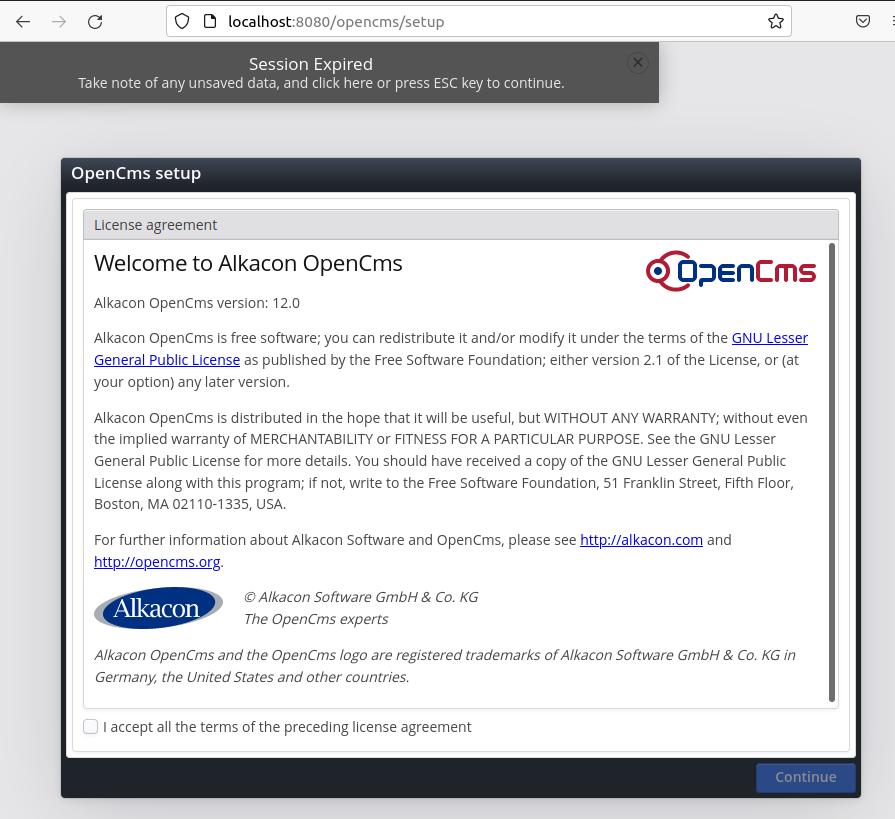 localhost:8080/opencms/setup
Session Expired
Take note of any unsaved data, and click here or press ESC key to continue.
OpenCms setup
License agreement
Welcome to Alkacon OpenCms
OpenCms
Alkacon OpenCms version: 12.0
Alkacon OpenCms is free software; you can redistribute it and/or modify it under the terms of the GNU Lesser
General Public License as published by the Free Software Foundation; either version 2.1 of the License, or (at
your option) any later version.
Alkacon OpenCms is distributed in the hope that it will be useful, but WITHOUT ANY WARRANTY; without even
the implied warranty of MERCHANTABILITY or FITNESS FOR A PARTICULAR PURPOSE. See the GNU Lesser
General Public License for more details. You should have received a copy of the GNU Lesser General Public
License along with this program; if not, write to the Free Software Foundation, 51 Franklin Street, Fifth Floor,
Boston, MA 02110-1335, USA.
For further information about Alkacon Software and OpenCms, please see http://alkacon.com and
http://opencms.org.
Alkacon
© Alkacon Software GmbH & Co. KG
The OpenCms experts
Alkacon OpenCms and the OpenCms logo are registered trademarks of Alkacon Software GmbH & Co. KG in
Germany, the United States and other countries.
I accept all the terms of the preceding license agreement
Continue